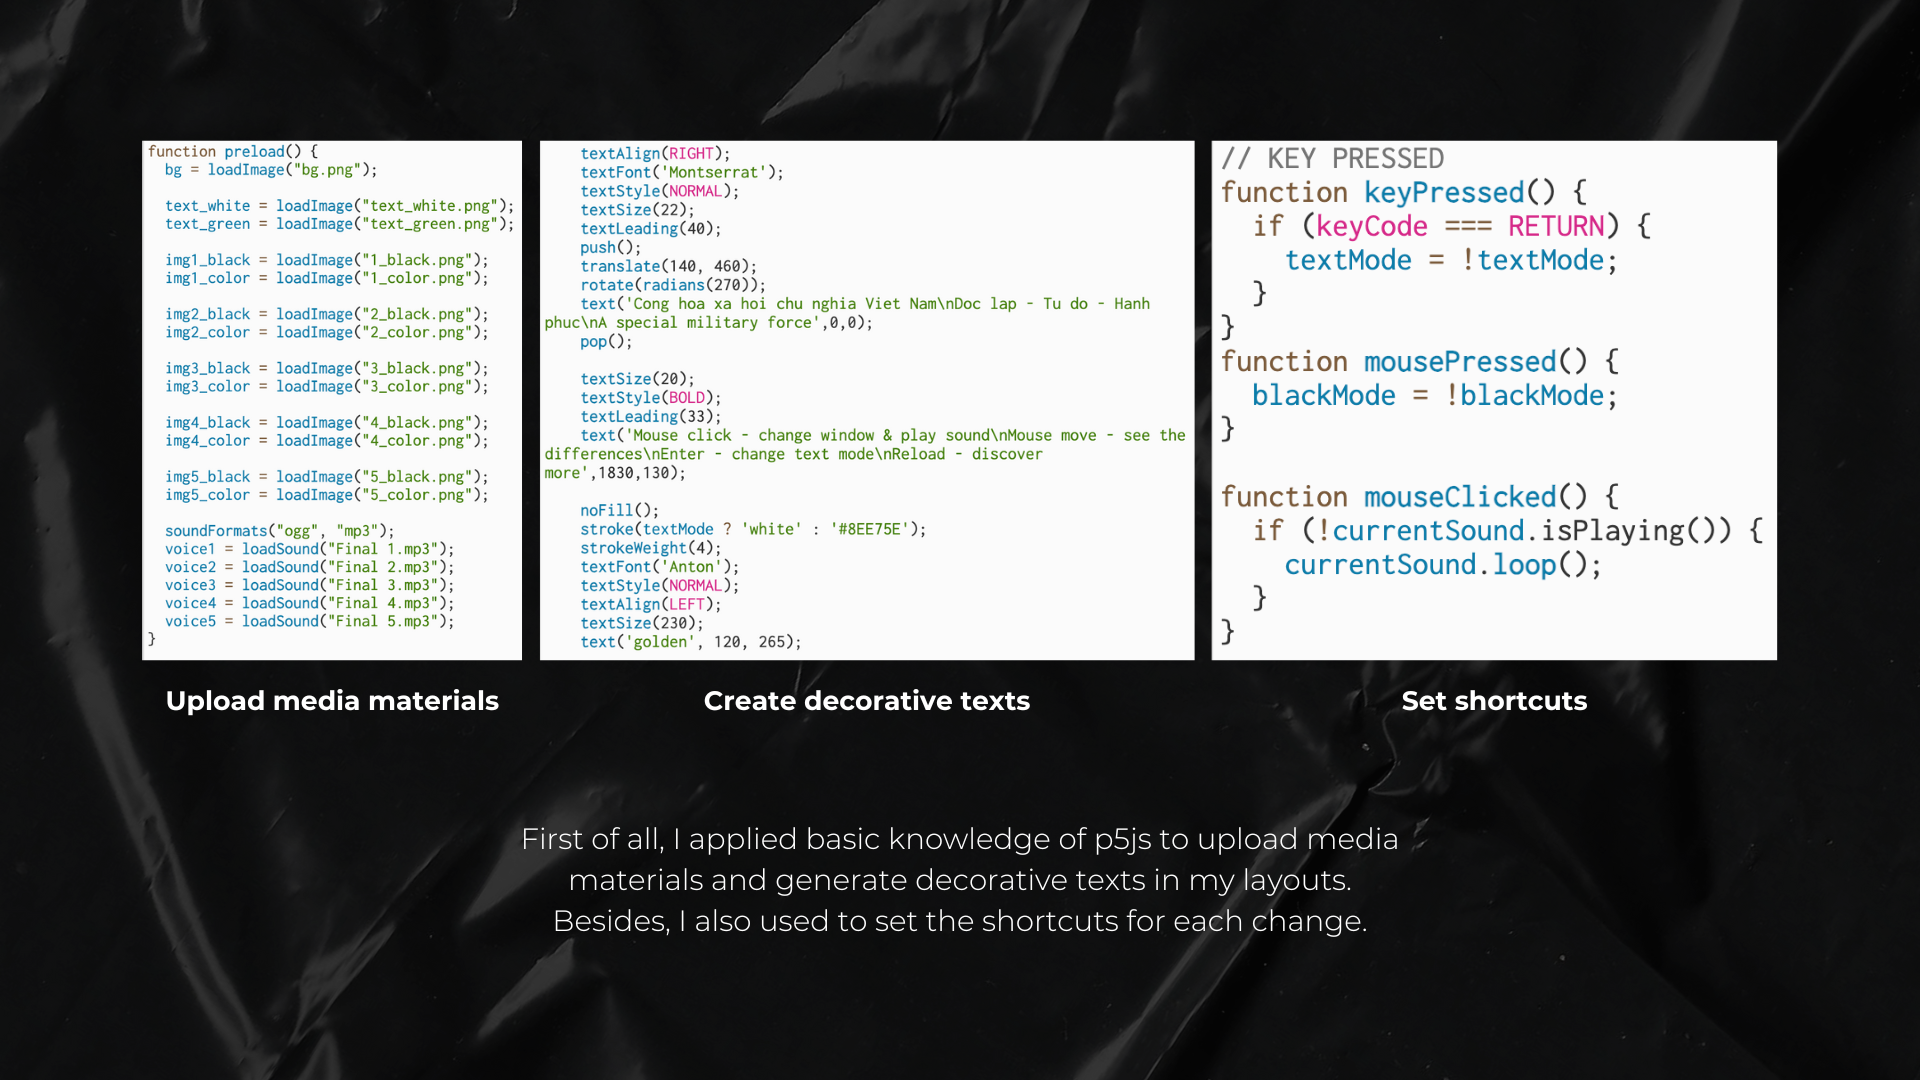 function preload() {
bg = loadImage("bg.png");
text_white = loadImage("text_white.png");
text_green = loadImage("text_green.png");
img1_black = loadImage("1_black.png");
img1_color = loadImage("1_color.png");
img2_black = loadImage("2_black.png");
img2_color = loadImage("2_color.png");
img3_black = loadImage("3_black.png");
img3_color = loadImage("3_color.png");
img4_black = loadImage("4_black.png");
img4_color = loadImage("4_color.png");
img5_black = loadImage("5_black.png");
img5_color = loadImage("5_color.png");
soundFormats("ogg", "mp3");
voice1 = loadSound("Final 1.mp3");
voice2 = loadSound("Final 2.mp3");
voice3 = loadSound("Final 3.mp3");
voice4 = loadSound("Final 4.mp3");
voice5 = loadSound("Final 5.mp3");
}
Upload media materials
textAlign(RIGHT);
textFont('Montserrat');
textStyle(NORMAL);
textSize(22);
textLeading(40);
push();
translate(140, 460);
rotate(radians(270));
text('Cong hoa xa hoi chu nghia Viet Nam\nDoc lap - Tu do - Hanh
phuc\nA special military force',0,0);
pop();
textSize(20);
textStyle(BOLD);
textLeading(33);
text('Mouse click - change window & play sound\nMouse move - see the
differences\nEnter - change text mode\nReload - discover
more',1830,130);
noFill();
stroke(textMode ? 'white' : '#8EE75E');
strokeWeight(4);
textFont('Anton');
textStyle(NORMAL);
textAlign(LEFT);
textSize(230);
text('golden', 120, 265);
Create decorative texts
// KEY PRESSED
function keyPressed() {
if (keyCode === RETURN) {
textMode = !textMode;
}
}
function mousePressed() {
blackMode = !blackMode;
}
function mouseClicked() {
if (!currentSound.isPlaying()) {
currentSound.loop();
}
}
Set shortcuts
First of all, I applied basic knowledge of p5js to upload media
materials and generate decorative texts in my layouts.
Besides, I also used to set the shortcuts for each change.